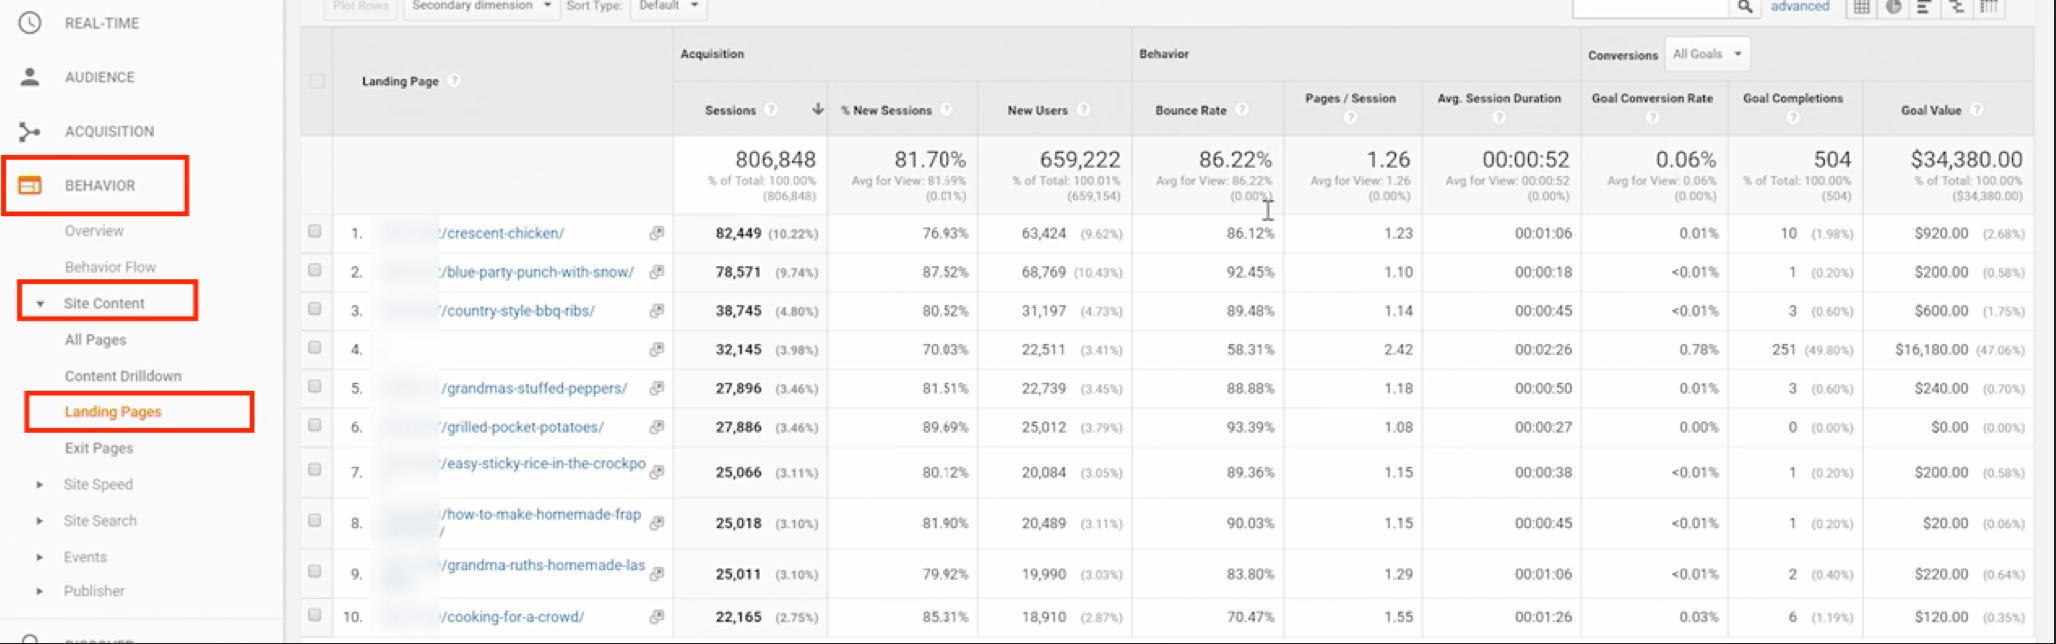 Plot Rows Secondary dimension Sort Type: Default advanced
REAL-TIME
AUDIENCE
ACQUISITION
BEHAVIOR
Overview
Behavior Flow
Site Content
All Pages
Content Drilldown
Landing Pages
Exit Pages
Site Speed
Site Search
Events
Publisher
Landing Page ? Acquisition Behavior Conversions All Goals
Sessions ? % New Sessions ? New Users ? Bounce Rate ? Pages / Session ? Avg. Session Duration ? Goal Conversion Rate ? Goal Completions ? Goal Value ?
806,848 81.70% 659,222 86.22% 1.26 00:00:52 0.06% 504 $34,380.00
% of Total: 100.00% Avg for View: 81.69% % of Total: 100.01% Avg for View: 86.22% Avg for View: 1.26 Avg for View: 00:00:52 Avg for View: 0.06% % of Total: 100.00% % of Total: 100.00%
(806,848) (0.01%) (659,154) (0.00%) (0.00%) (0.00%) (0.00%) (504) ($34,380.00)
1. /crescent-chicken/ 82,449 (10.22%) 76.93% 63,424 (9.62%) 86.12% 1.23 00:01:06 0.01% 10 (1.98%) $920.00 (2.68%)
2. /blue-party-punch-with-snow/ 78,571 (9.74%) 87.52% 68,769 (10.43%) 92.45% 1.10 00:00:18 <0.01% 1 (0.20%) $200.00 (0.58%)
3. /country-style-bbq-ribs/ 38,745 (4.80%) 80.52% 31,197 (4.73%) 89.48% 1.14 00:00:45 <0.01% 3 (0.60%) $600.00 (1.75%)
4. 32,145 (3.98%) 70.03% 22,511 (3.41%) 58.31% 2.42 00:02:26 0.78% 251 (49.80%) $16,180.00 (47.06%)
5. /grandmas-stuffed-peppers/ 27,896 (3.46%) 81.51% 22,739 (3.45%) 88.88% 1.18 00:00:50 0.01% 3 (0.60%) $240.00 (0.70%)
6. /grilled-pocket-potatoes/ 27,886 (3.46%) 89.69% 25,012 (3.79%) 93.39% 1.08 00:00:27 0.00% 0 (0.00%) $0.00 (0.00%)
7. /easy-sticky-rice-in-the-crockpo 25,066 (3.11%) 80.12% 20,084 (3.05%) 89.36% 1.15 00:00:38 <0.01% 1 (0.20%) $200.00 (0.58%)
8. /how-to-make-homemade-frap 25,018 (3.10%) 81.90% 20,489 (3.11%) 90.03% 1.15 00:00:45 <0.01% 1 (0.20%) $20.00 (0.06%)
/
9. /grandma-ruths-homemade-las 25,011 (3.10%) 79.92% 19,990 (3.03%) 83.80% 1.29 00:01:06 <0.01% 2 (0.40%) $220.00 (0.64%)
10. /cooking-for-a-crowd/ 22,165 (2.75%) 85.31% 18,910 (2.87%) 70.47% 1.55 00:01:26 0.03% 6 (1.19%) $120.00 (0.35%)